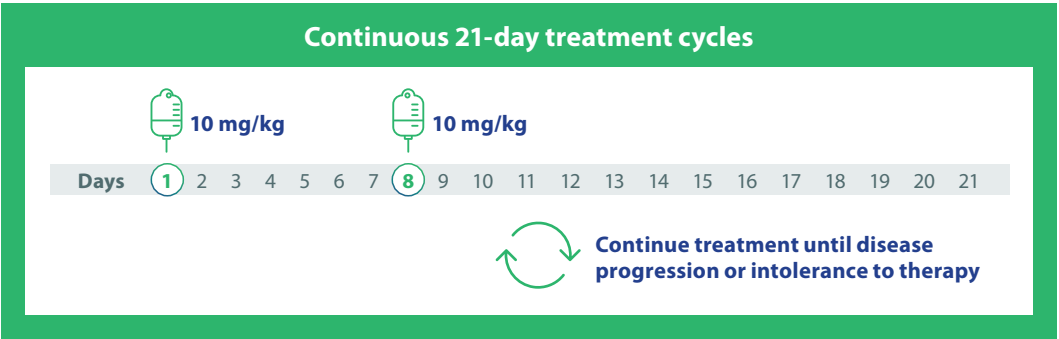 Continuous 21-day treatment cycles
10 mg/kg 10 mg/kg
Days 1 2 3 4 5 6 7 8 9 10 11 12 13 14 15 16 17 18 19 20 21
Continue treatment until disease
progression or intolerance to therapy